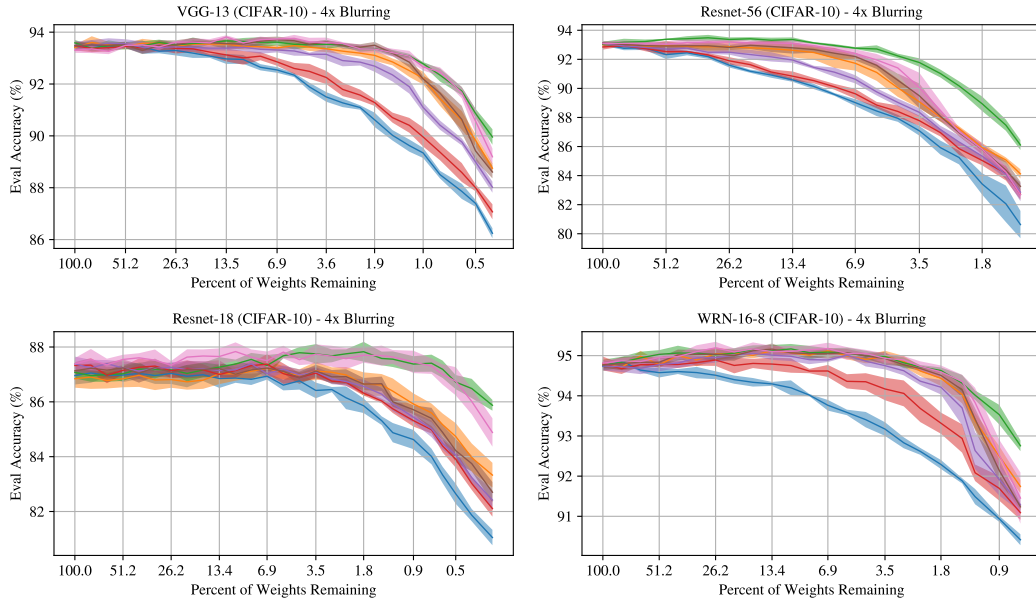 VGG-13 (CIFAR-10) - 4x Blurring
94
92
90
88
86
Eval Accuracy (%)
100.0 51.2 26.3 13.5 6.9 3.6 1.9 1.0 0.5
Percent of Weights Remaining
Resnet-56 (CIFAR-10) - 4x Blurring
94
92
90
88
86
84
82
80
Eval Accuracy (%)
100.0 51.2 26.2 13.4 6.9 3.5 1.8
Percent of Weights Remaining
Resnet-18 (CIFAR-10) - 4x Blurring
88
86
84
82
Eval Accuracy (%)
100.0 51.2 26.2 13.4 6.9 3.5 1.8 0.9 0.5
Percent of Weights Remaining
WRN-16-8 (CIFAR-10) - 4x Blurring
95
94
93
92
91
Eval Accuracy (%)
100.0 51.2 26.2 13.4 6.9 3.5 1.8 0.9
Percent of Weights Remaining